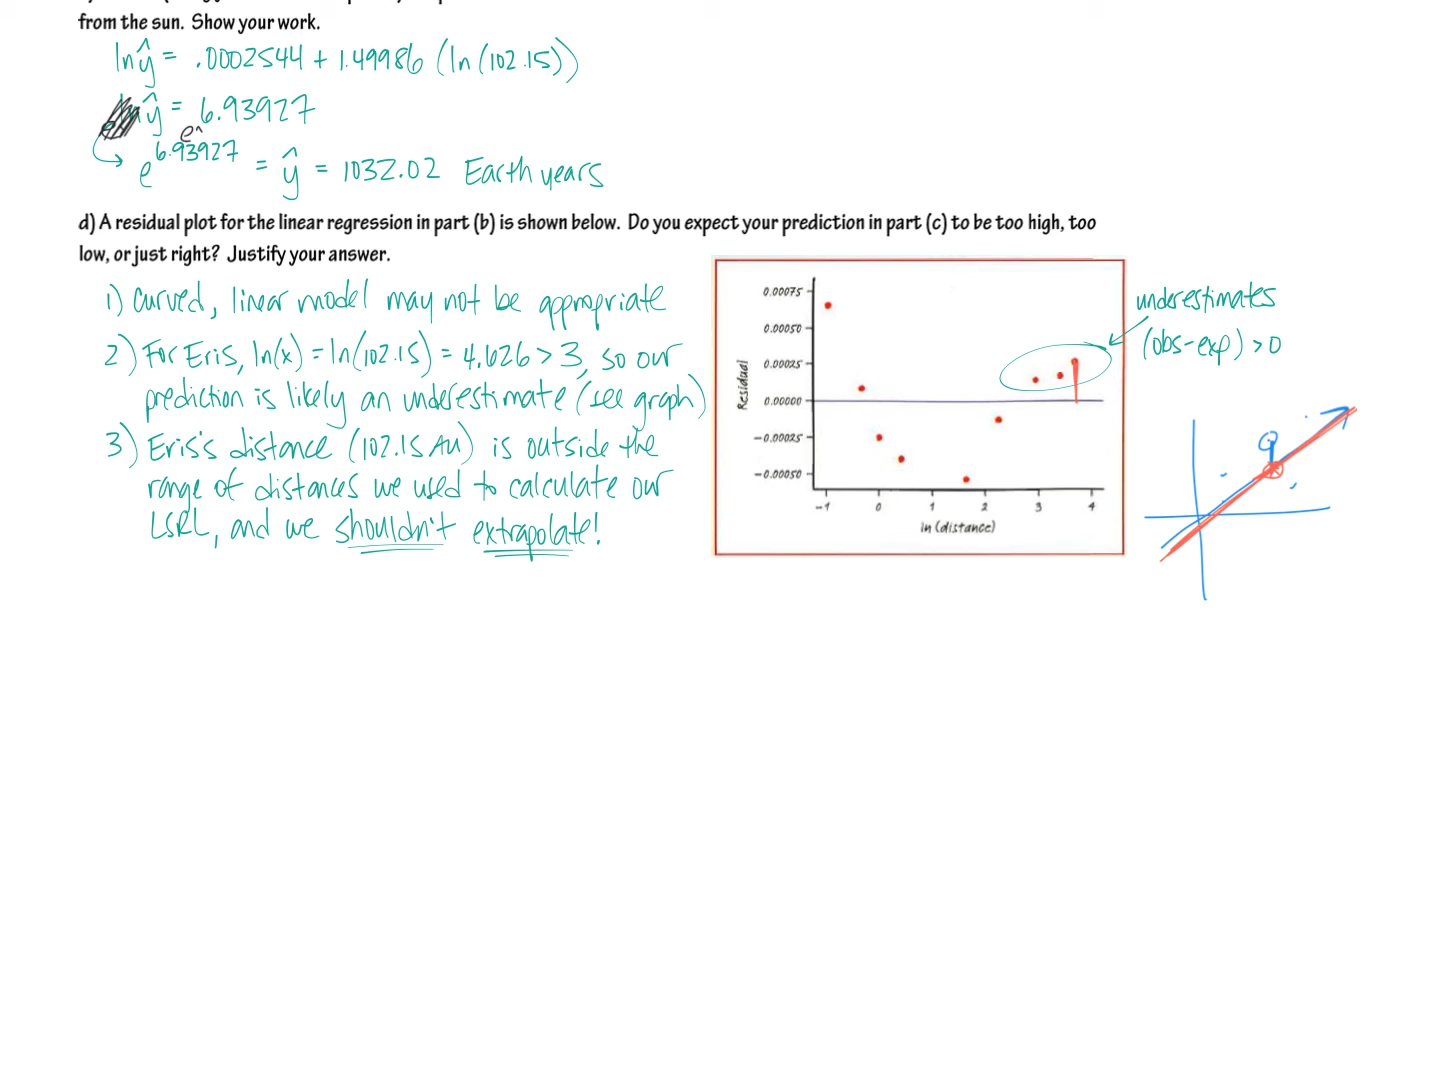 from the sun. Show your work.
ln ŷ = .0002544 + 1.49986 (ln(102.15))
ŷ = 6.93927
e^
e^6.93927 = ŷ = 1032.02 Earth years
d) A residual plot for the linear regression in part (b) is shown below. Do you expect your prediction in part (c) to be too high, too
low, or just right? Justify your answer.
1) Curved, linear model may not be appropriate
2) For Eris, ln(x) = ln(102.15) = 4.626 > 3, so our
prediction is likely an underestimate (see graph)
3) Eris's distance (102.15 AU) is outside the
range of distances we used to calculate our
LSRL, and we shouldn't extrapolate!
0.00075
0.00050
0.00025
0.00000
-0.00025
-0.00050
Residual
-1 0 1 2 3 4
ln (distance)
underestimates
(obs-exp) > 0